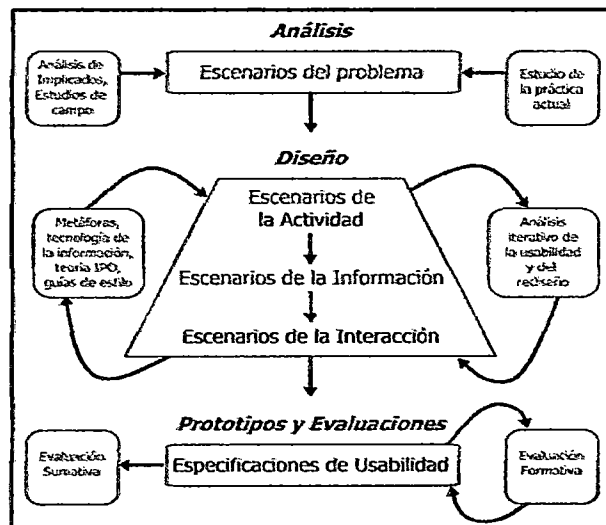 Análisis
Análisis de
Implicados,
Estudios de
campo
Escenarios del problema
Estudio de
la práctica
actual
Diseño
Escenarios de
la Actividad
Escenarios de la Información
Escenarios de la Interacción
Metáforas,
tecnología de
la información,
teoría IPO,
guías de estilo
Análisis
iterativo de
la usabilidad
y del
rediseño
Prototipos y Evaluaciones
Evaluación
Sumativa
Especificaciones de Usabilidad
Evaluación
Formativa